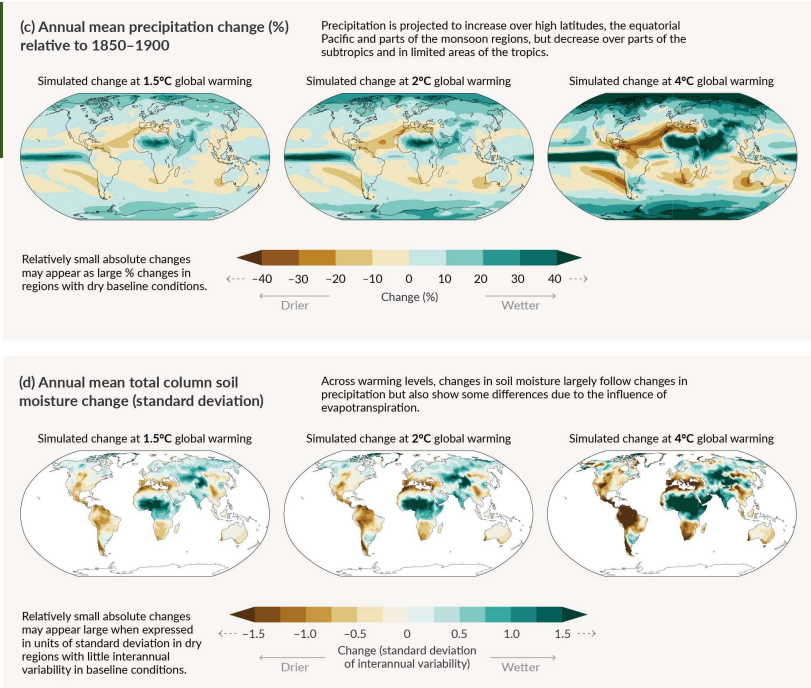 (c) Annual mean precipitation change (%)
relative to 1850–1900
Precipitation is projected to increase over high latitudes, the equatorial
Pacific and parts of the monsoon regions, but decrease over parts of the
subtropics and in limited areas of the tropics.
Simulated change at 1.5°C global warming
Simulated change at 2°C global warming
Simulated change at 4°C global warming
Relatively small absolute changes
may appear as large % changes in
regions with dry baseline conditions.
–40 –30 –20 –10 0 10 20 30 40
Change (%)
Drier
Wetter
(d) Annual mean total column soil
moisture change (standard deviation)
Across warming levels, changes in soil moisture largely follow changes in
precipitation but also show some differences due to the influence of
evapotranspiration.
Simulated change at 1.5°C global warming
Simulated change at 2°C global warming
Simulated change at 4°C global warming
Relatively small absolute changes
may appear large when expressed
in units of standard deviation in dry
regions with little interannual
variability in baseline conditions.
–1.5 –1.0 –0.5 0 0.5 1.0 1.5
Change (standard deviation
of interannual variability)
Drier
Wetter